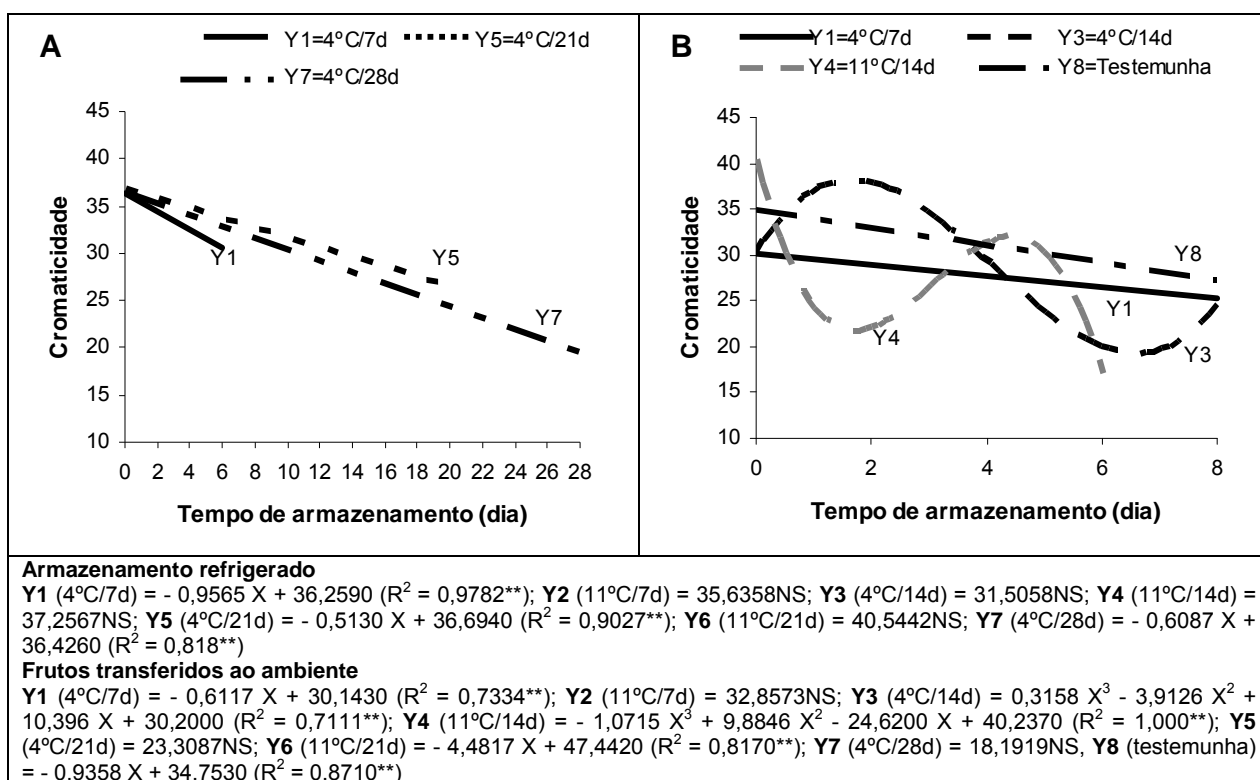 A
Y1=4ºC/7d Y5=4ºC/21d
Y7=4ºC/28d
45
40
35
30
25
20
15
10
Cromaticidade
Y1
Y5
Y7
0 2 4 6 8 10 12 14 16 18 20 22 24 26 28
Tempo de armazenamento (dia)
B
Y1=4ºC/7d Y3=4ºC/14d
Y4=11ºC/14d Y8=Testemunha
45
40
35
30
25
20
15
10
Cromaticidade
Y8
Y1
Y4
Y3
0 2 4 6 8
Tempo de armazenamento (dia)
Armazenamento refrigerado
Y1 (4ºC/7d) = - 0,9565 X + 36,2590 (R² = 0,9782**); Y2 (11ºC/7d) = 35,6358NS; Y3 (4ºC/14d) = 31,5058NS; Y4 (11ºC/14d) =
37,2567NS; Y5 (4ºC/21d) = - 0,5130 X + 36,6940 (R² = 0,9027**); Y6 (11ºC/21d) = 40,5442NS; Y7 (4ºC/28d) = - 0,6087 X +
36,4260 (R² = 0,818**)
Frutos transferidos ao ambiente
Y1 (4ºC/7d) = - 0,6117 X + 30,1430 (R² = 0,7334**); Y2 (11ºC/7d) = 32,8573NS; Y3 (4ºC/14d) = 0,3158 X³ - 3,9126 X² +
10,396 X + 30,2000 (R² = 0,7111**); Y4 (11ºC/14d) = - 1,0715 X³ + 9,8846 X² - 24,6200 X + 40,2370 (R² = 1,000**); Y5
(4ºC/21d) = 23,3087NS; Y6 (11ºC/21d) = - 4,4817 X + 47,4420 (R² = 0,8170**); Y7 (4ºC/28d) = 18,1919NS, Y8 (testemunha)
= - 0,9358 X + 34,7530 (R² = 0,8710**)